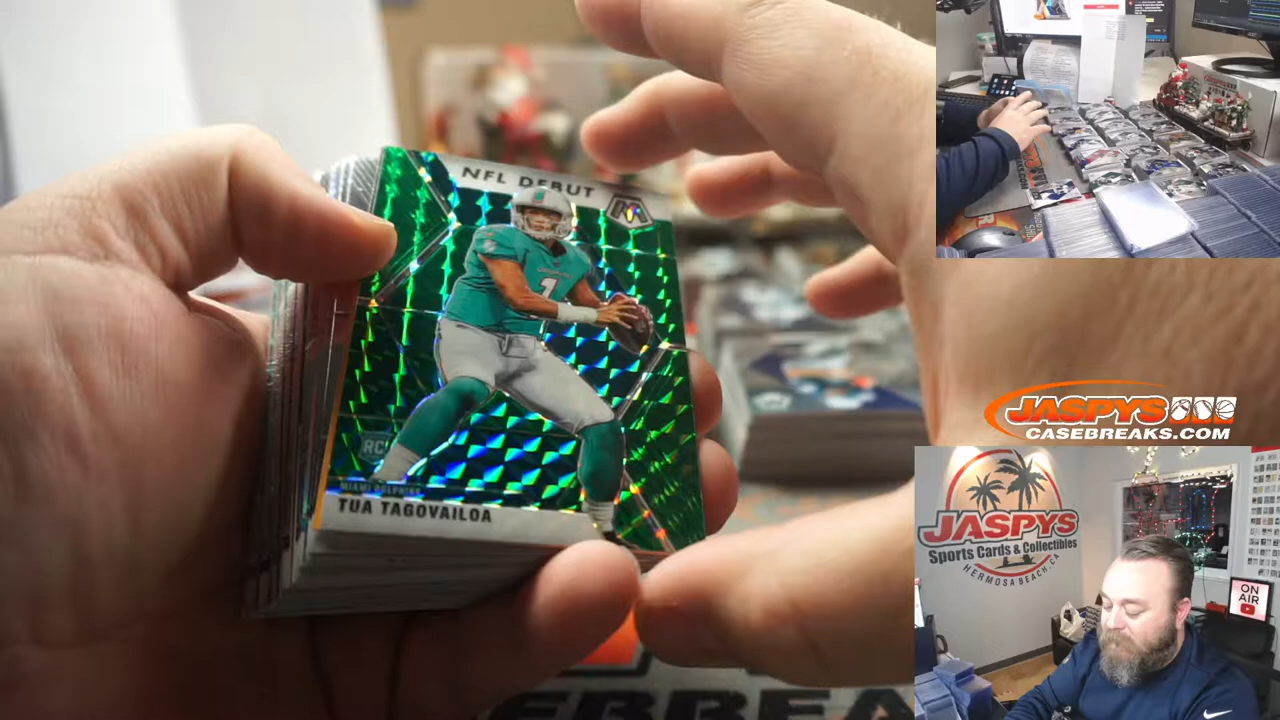 NFL DEBUT
1
RC
MIAMI DOLPHINS
TUA TAGOVAILOA
JASPYS
CASEBREAKS.COM
JASPYS
Sports Cards & Collectibles
HERMOSA BEACH, CA
ON
AIR